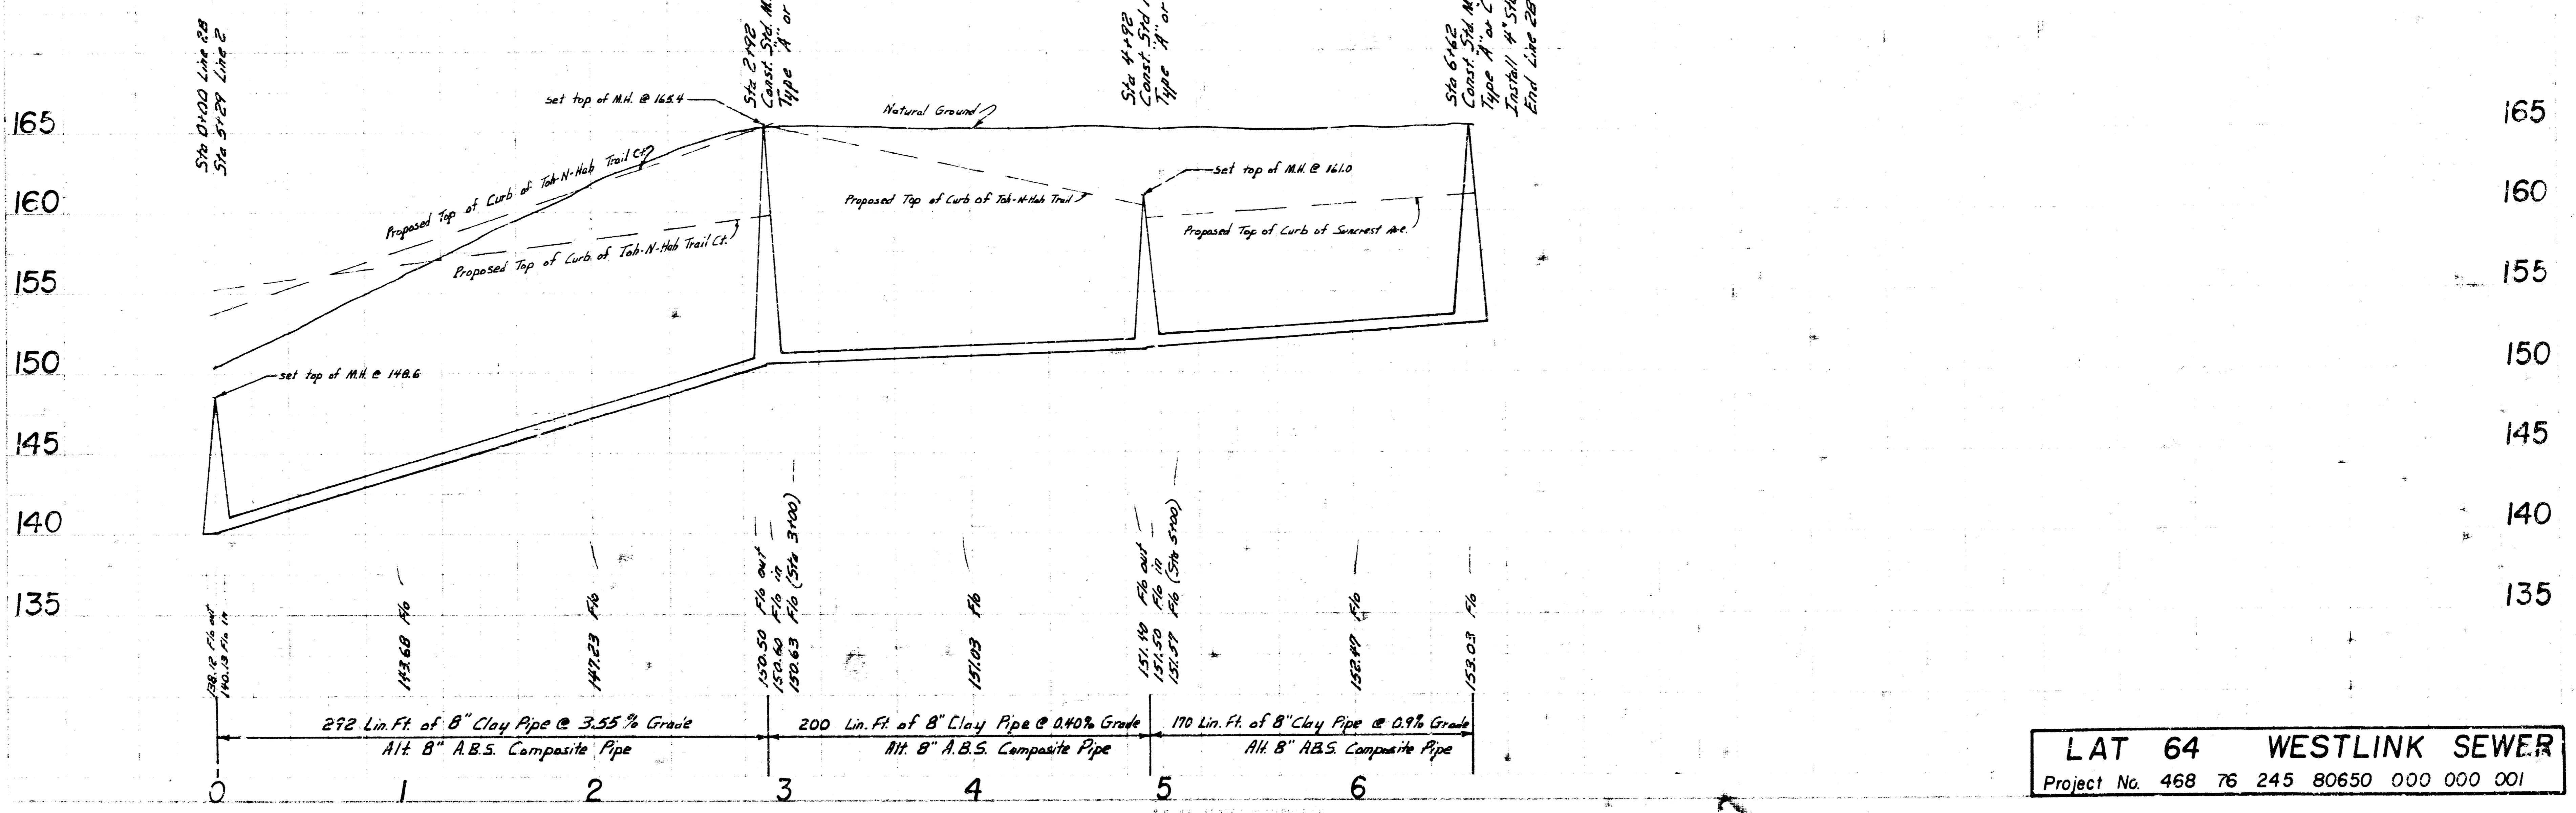 Sta 0+00 Line 28
Sta 5+29 Line 2
Sta 2+92
Const. Std. M.
Type "A" or
Sta 4+92
Const. Std
Type "A" or
Sta 6+62
Const. Std. M
Type "A" or C
Install 4" St
End Line 28
set top of M.H. @ 165.4
Natural Ground
165
165
Proposed Top of Curb of Toh-N-Hah Trail Ct.
set top of M.H. @ 161.0
160
160
Proposed Top of Curb of Toh-N-Hah Trail
Proposed Top of Curb of Suncrest Ave.
Proposed Top of Curb of Toh-N-Hah Trail Ct.
155
155
150
150
set top of M.H. @ 148.6
145
145
140
140
135
135
138.12 Flo out
140.13 Flo in
143.68 Flo
147.23 Flo
150.50 Flo out
150.60 Flo in
150.63 Flo (Sta 3+00)
151.03 Flo
151.40 Flo out
151.50 Flo in
151.57 Flo (Sta 5+00)
152.47 Flo
153.03 Flo
292 Lin. Ft. of 8" Clay Pipe @ 3.55% Grade
Alt. 8" A.B.S. Composite Pipe
200 Lin. Ft. of 8" Clay Pipe @ 0.40% Grade
Alt. 8" A.B.S. Composite Pipe
170 Lin. Ft. of 8" Clay Pipe @ 0.9% Grade
Alt. 8" ABS. Composite Pipe
0 1 2 3 4 5 6
LAT 64 WESTLINK SEWER
Project No. 468 76 245 80650 000 000 001